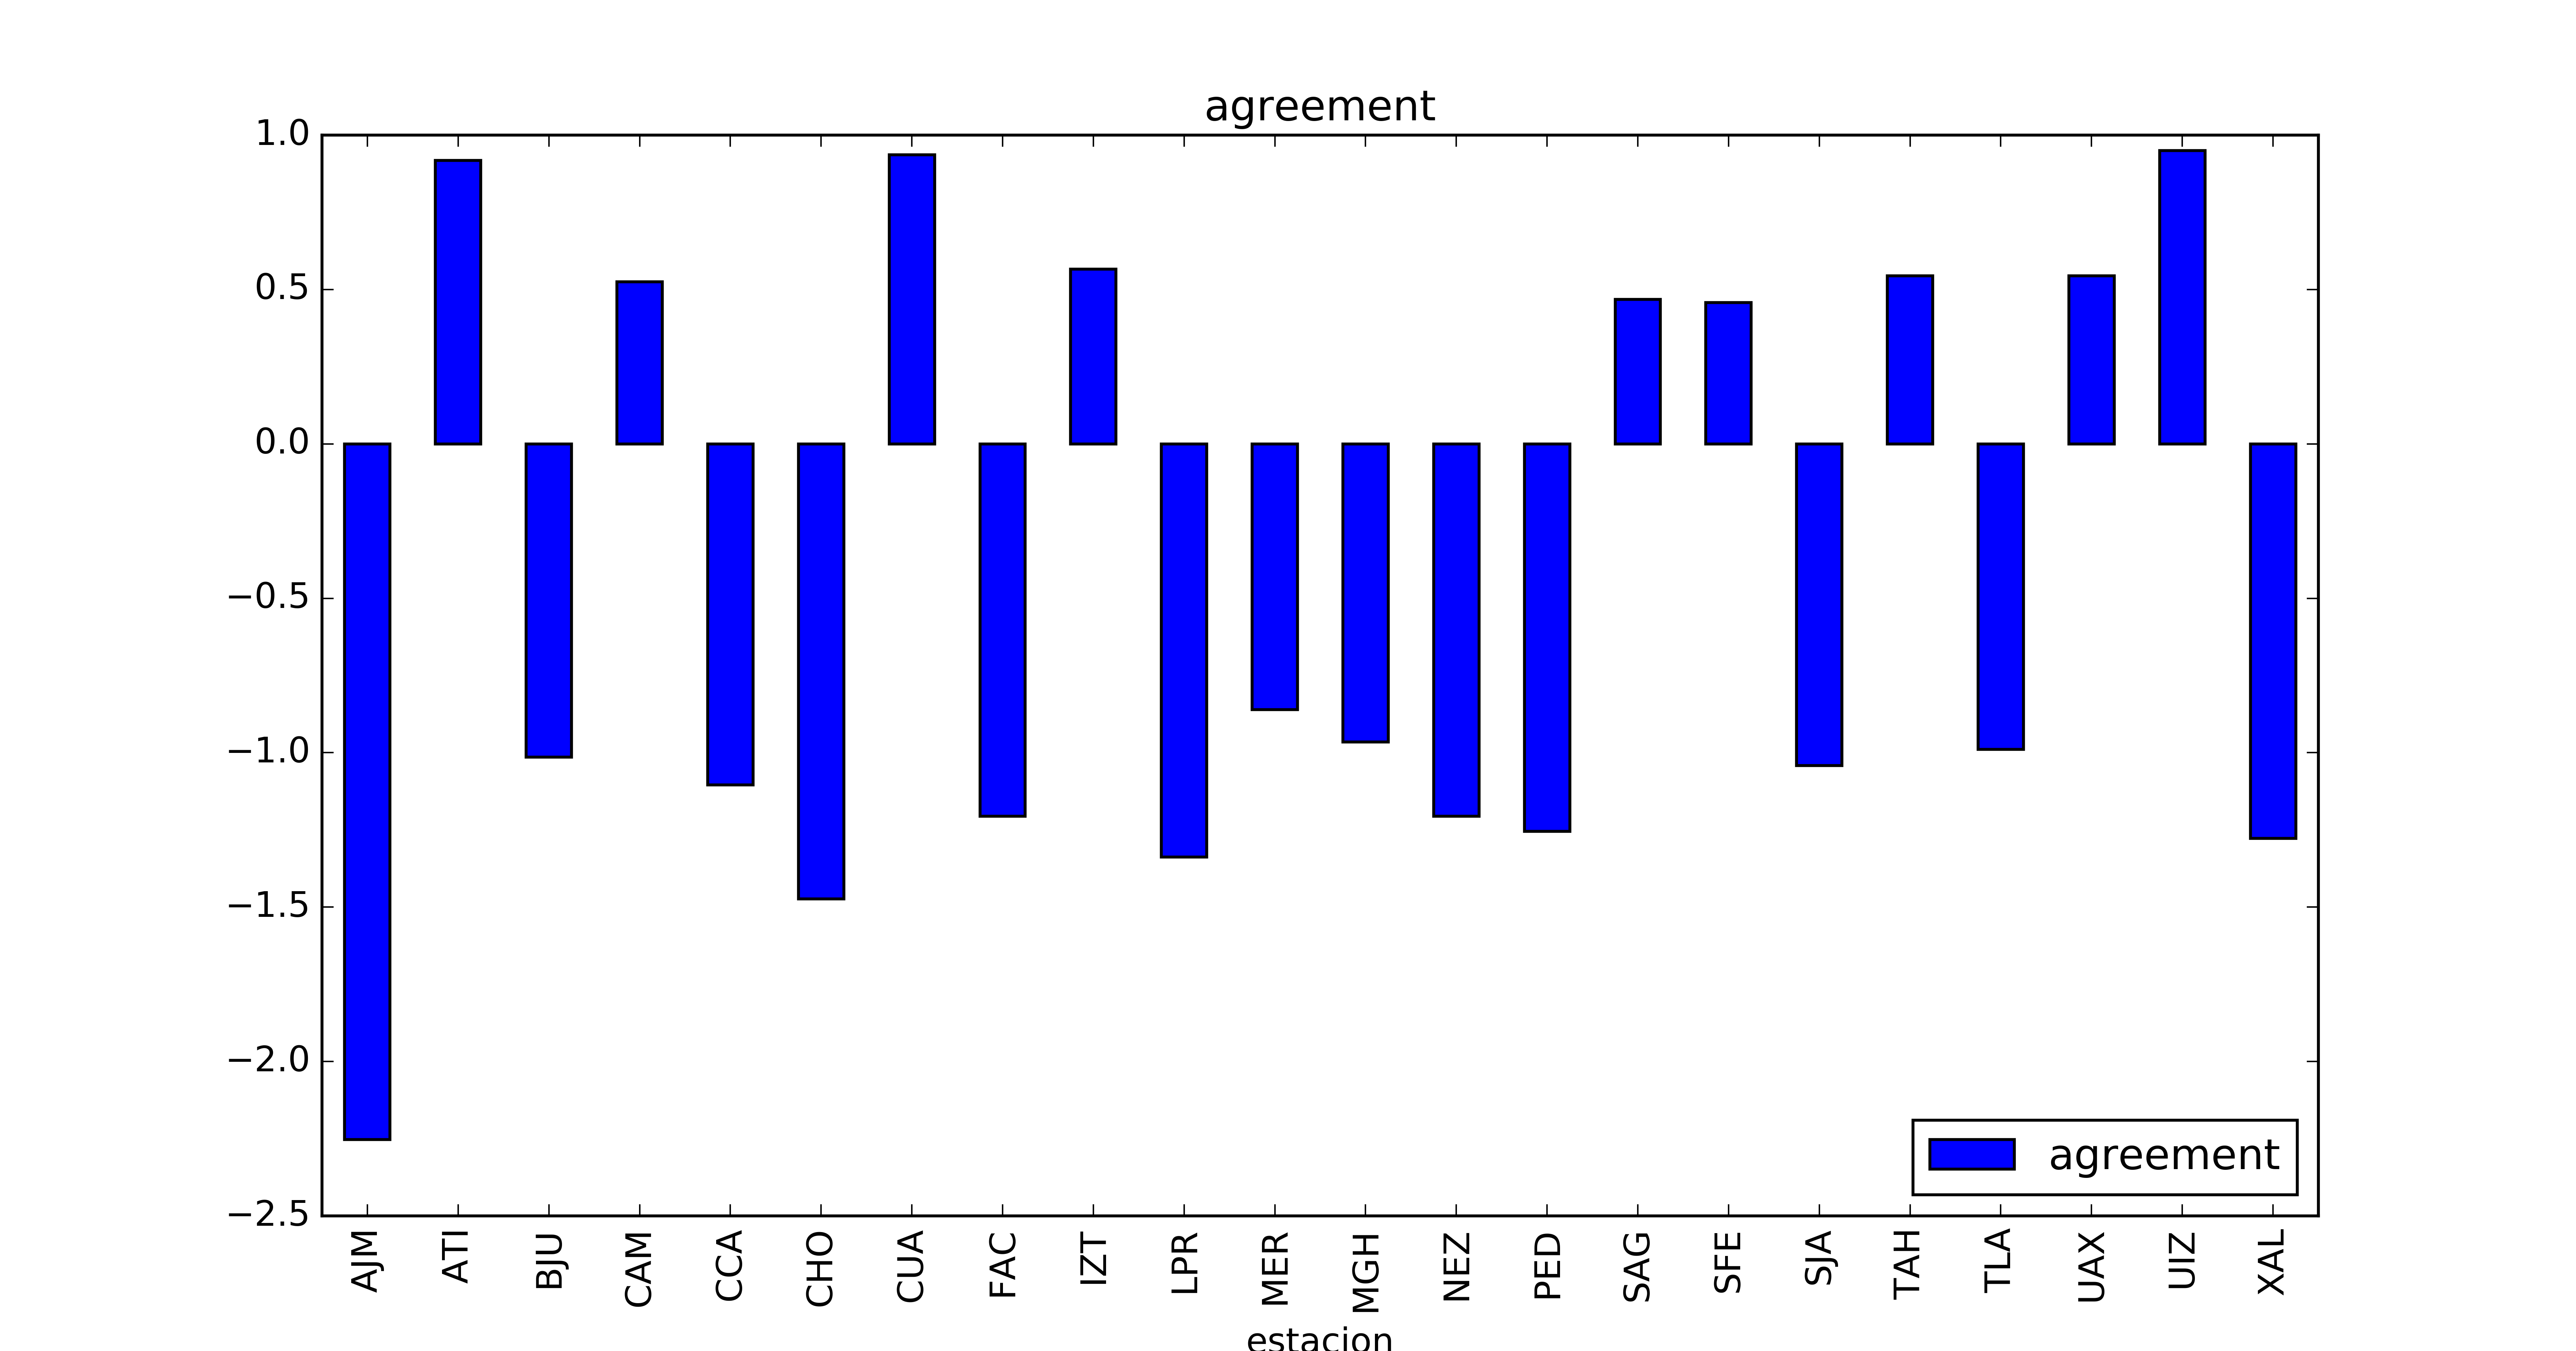 agreement
1.0
0.5
0.0
−0.5
−1.0
−1.5
−2.0
−2.5
agreement
AJM ATI BJU CAM CCA CHO CUA FAC IZT LPR MER MGH NEZ PED SAG SFE SJA TAH TLA UAX UIZ XAL
estacion